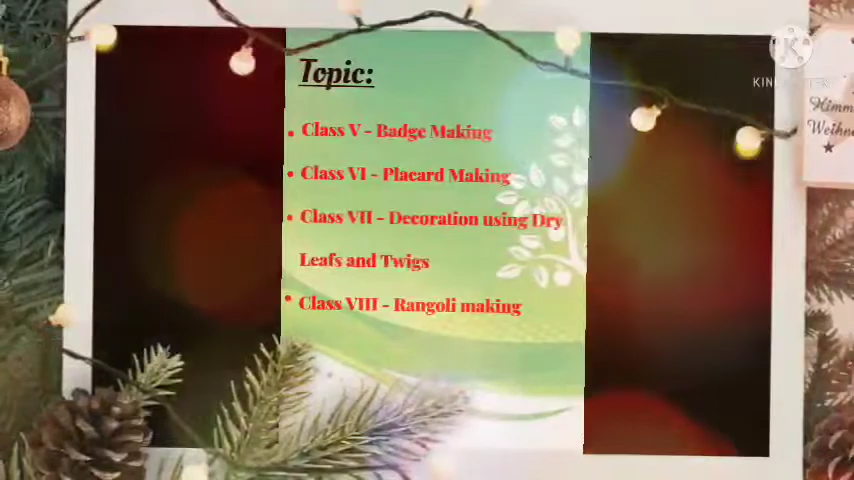 Topic:
• Class V - Badge Making
• Class VI - Placard Making
• Class VII - Decoration using Dry
Leafs and Twigs
• Class VIII - Rangoli making
K